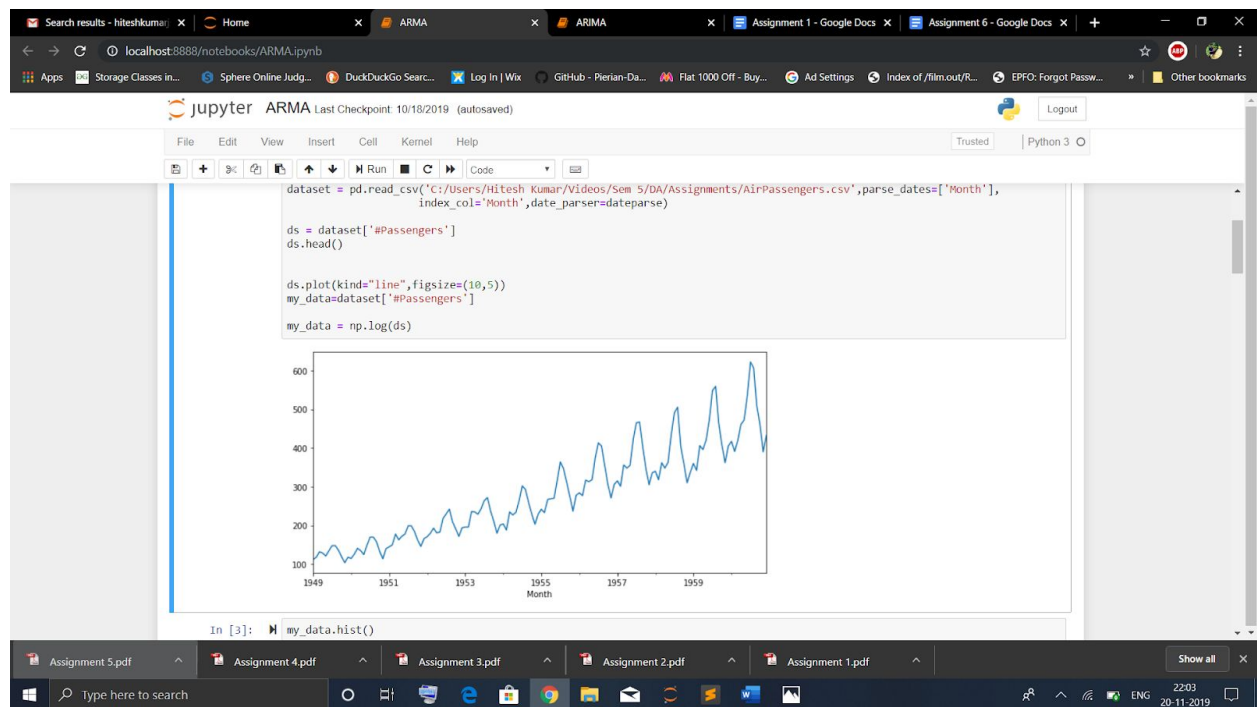 Search results - hiteshkumar
Home
ARMA
ARIMA
Assignment 1 - Google Docs
Assignment 6 - Google Docs
localhost:8888/notebooks/ARMA.ipynb
Apps
Storage Classes in...
Sphere Online Judg...
DuckDuckGo Searc...
Log In | Wix
GitHub - Pierian-Da...
Flat 1000 Off - Buy...
Ad Settings
Index of /film.out/R...
EPFO: Forgot Passw...
»
Other bookmarks
ABP
jupyter ARMA Last Checkpoint: 10/18/2019 (autosaved)
Logout
File Edit View Insert Cell Kernel Help
Trusted
Python 3
Run
Code
dataset = pd.read_csv('C:/Users/Hitesh Kumar/Videos/Sem 5/DA/Assignments/AirPassengers.csv',parse_dates=['Month'],
index_col='Month',date_parser=dateparse)
ds = dataset['#Passengers']
ds.head()
ds.plot(kind="line",figsize=(10,5))
my_data=dataset['#Passengers']
my_data = np.log(ds)
600
500
400
300
200
100
1949 1951 1953 1955 1957 1959
Month
In [3]: my_data.hist()
Assignment 5.pdf
Assignment 4.pdf
Assignment 3.pdf
Assignment 2.pdf
Assignment 1.pdf
Show all
Type here to search
ENG
22:03
20-11-2019